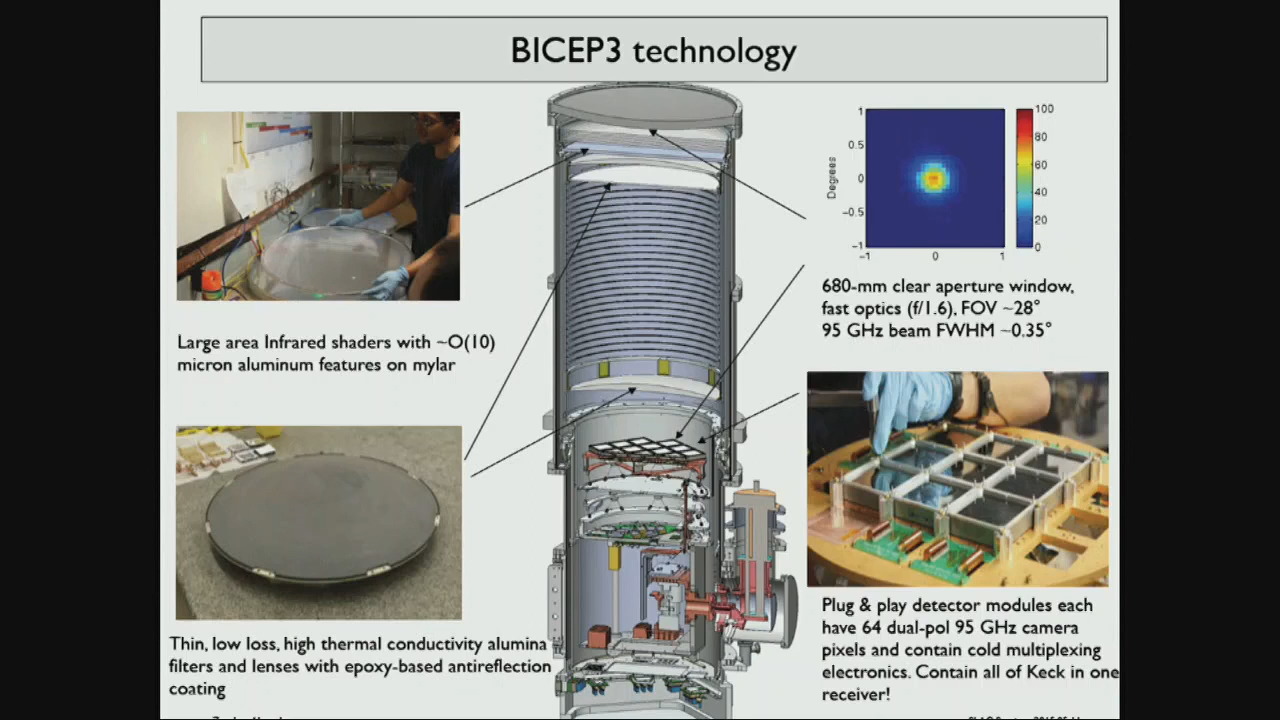 BICEP3 technology
Large area Infrared shaders with ~O(10)
micron aluminum features on mylar
Thin, low loss, high thermal conductivity alumina
filters and lenses with epoxy-based antireflection
coating
1
0.5
0
−0.5
−1
Degrees
−1
0
1
100
80
60
40
20
0
680-mm clear aperture window,
fast optics (f/1.6), FOV ~28°
95 GHz beam FWHM ~0.35°
Plug & play detector modules each
have 64 dual-pol 95 GHz camera
pixels and contain cold multiplexing
electronics. Contain all of Keck in one
receiver!